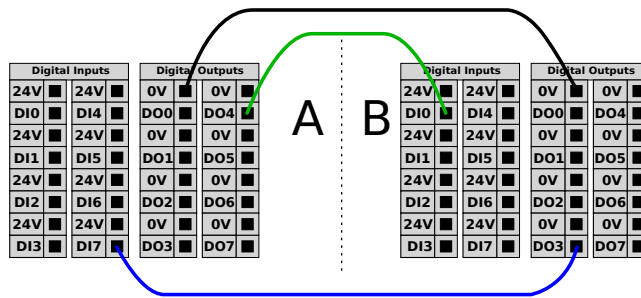 Digital Inputs Digital Outputs Digital Inputs Digital Outputs
24V 24V 0V 0V 24V 24V 0V 0V
DI0 DI4 DO0 DO4 A B DI0 DI4 DO0 DO4
24V 24V 0V 0V 24V 24V 0V 0V
DI1 DI5 DO1 DO5 DI1 DI5 DO1 DO5
24V 24V 0V 0V 24V 24V 0V 0V
DI2 DI6 DO2 DO6 DI2 DI6 DO2 DO6
24V 24V 0V 0V 24V 24V 0V 0V
DI3 DI7 DO3 DO7 DI3 DI7 DO3 DO7